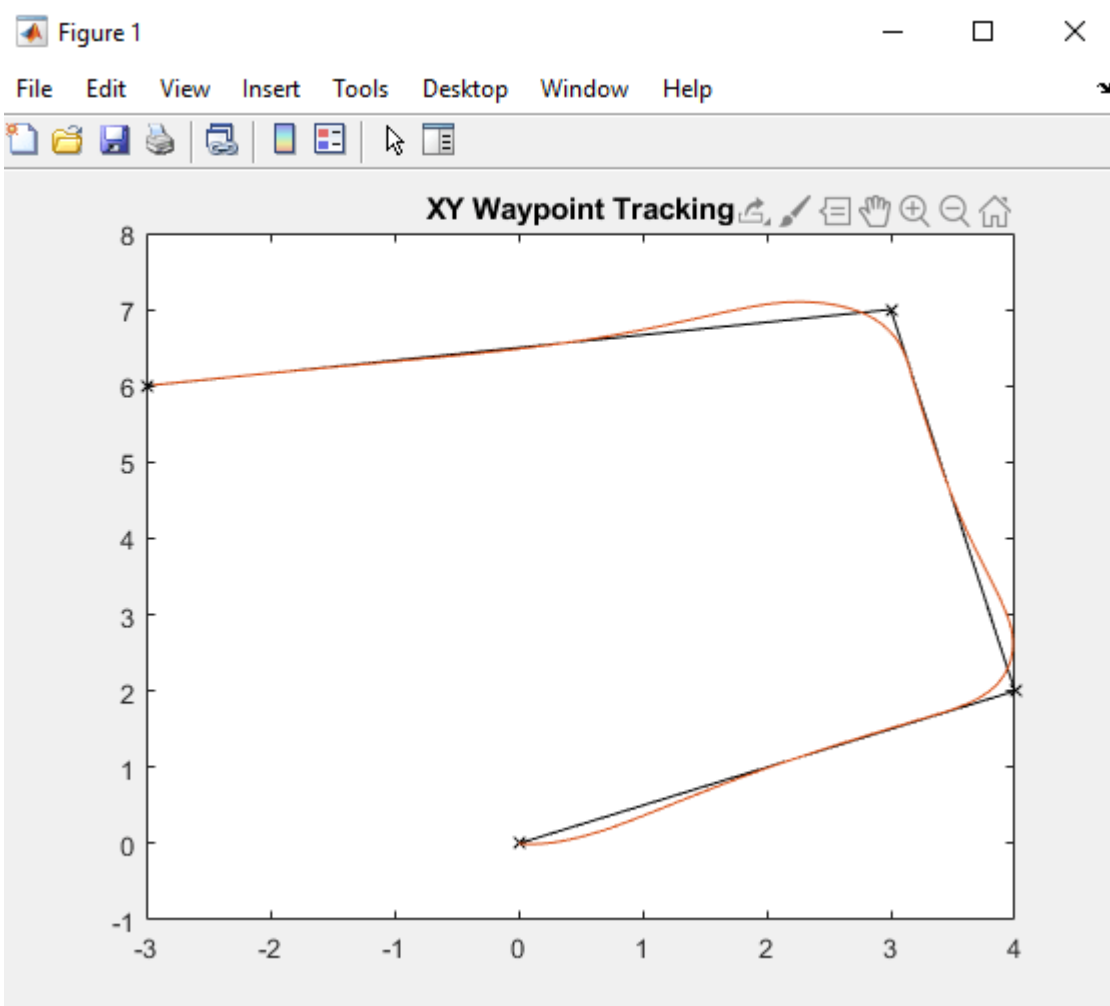 Figure 1
File Edit View Insert Tools Desktop Window Help
XY Waypoint Tracking
8
7
6
5
4
3
2
1
0
-1
-3 -2 -1 0 1 2 3 4